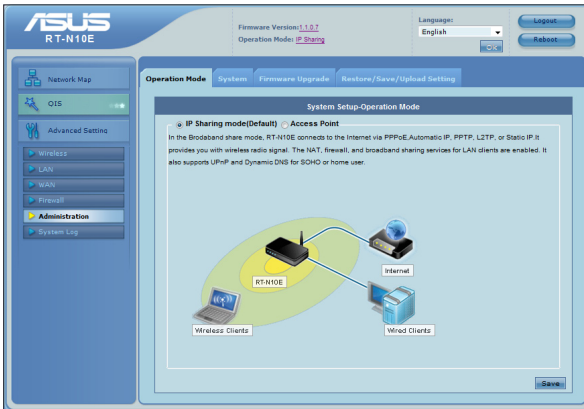 ASUS
RT-N10E
Firmware Version:1.1.0.7
Operation Mode: IP Sharing
Language:
English
OK
Logout
Reboot
Network Map
QIS
Advanced Setting
Wireless
LAN
WAN
Firewall
Administration
System Log
Operation Mode
System
Firmware Upgrade
Restore/Save/Upload Setting
System Setup-Operation Mode
IP Sharing mode(Default) Access Point
In the Brodaband share mode, RT-N10E connects to the Internet via PPPoE,Automatic IP, PPTP, L2TP, or Static IP.It
provides you with wireless radio signal. The NAT, firewall, and broadband sharing services for LAN clients are enabled. It
also supports UPnP and Dynamic DNS for SOHO or home user.
Internet
RT-N10E
Wireless Clients
Wired Clients
Save